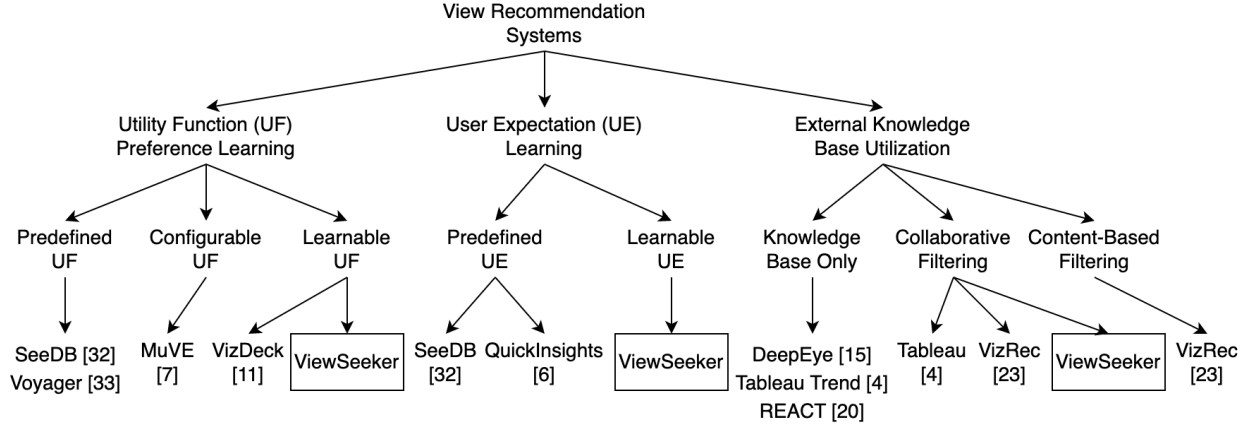 View Recommendation
Systems
Utility Function (UF)
Preference Learning
User Expectation (UE)
Learning
External Knowledge
Base Utilization
Predefined
UF
Configurable
UF
Learnable
UF
Predefined
UE
Learnable
UE
Knowledge
Base Only
Collaborative
Filtering
Content-Based
Filtering
SeeDB [32]
Voyager [33]
MuVE
[7]
VizDeck
[11]
ViewSeeker
SeeDB
[32]
QuickInsights
[6]
ViewSeeker
DeepEye [15]
Tableau Trend [4]
REACT [20]
Tableau
[4]
VizRec
[23]
ViewSeeker
VizRec
[23]